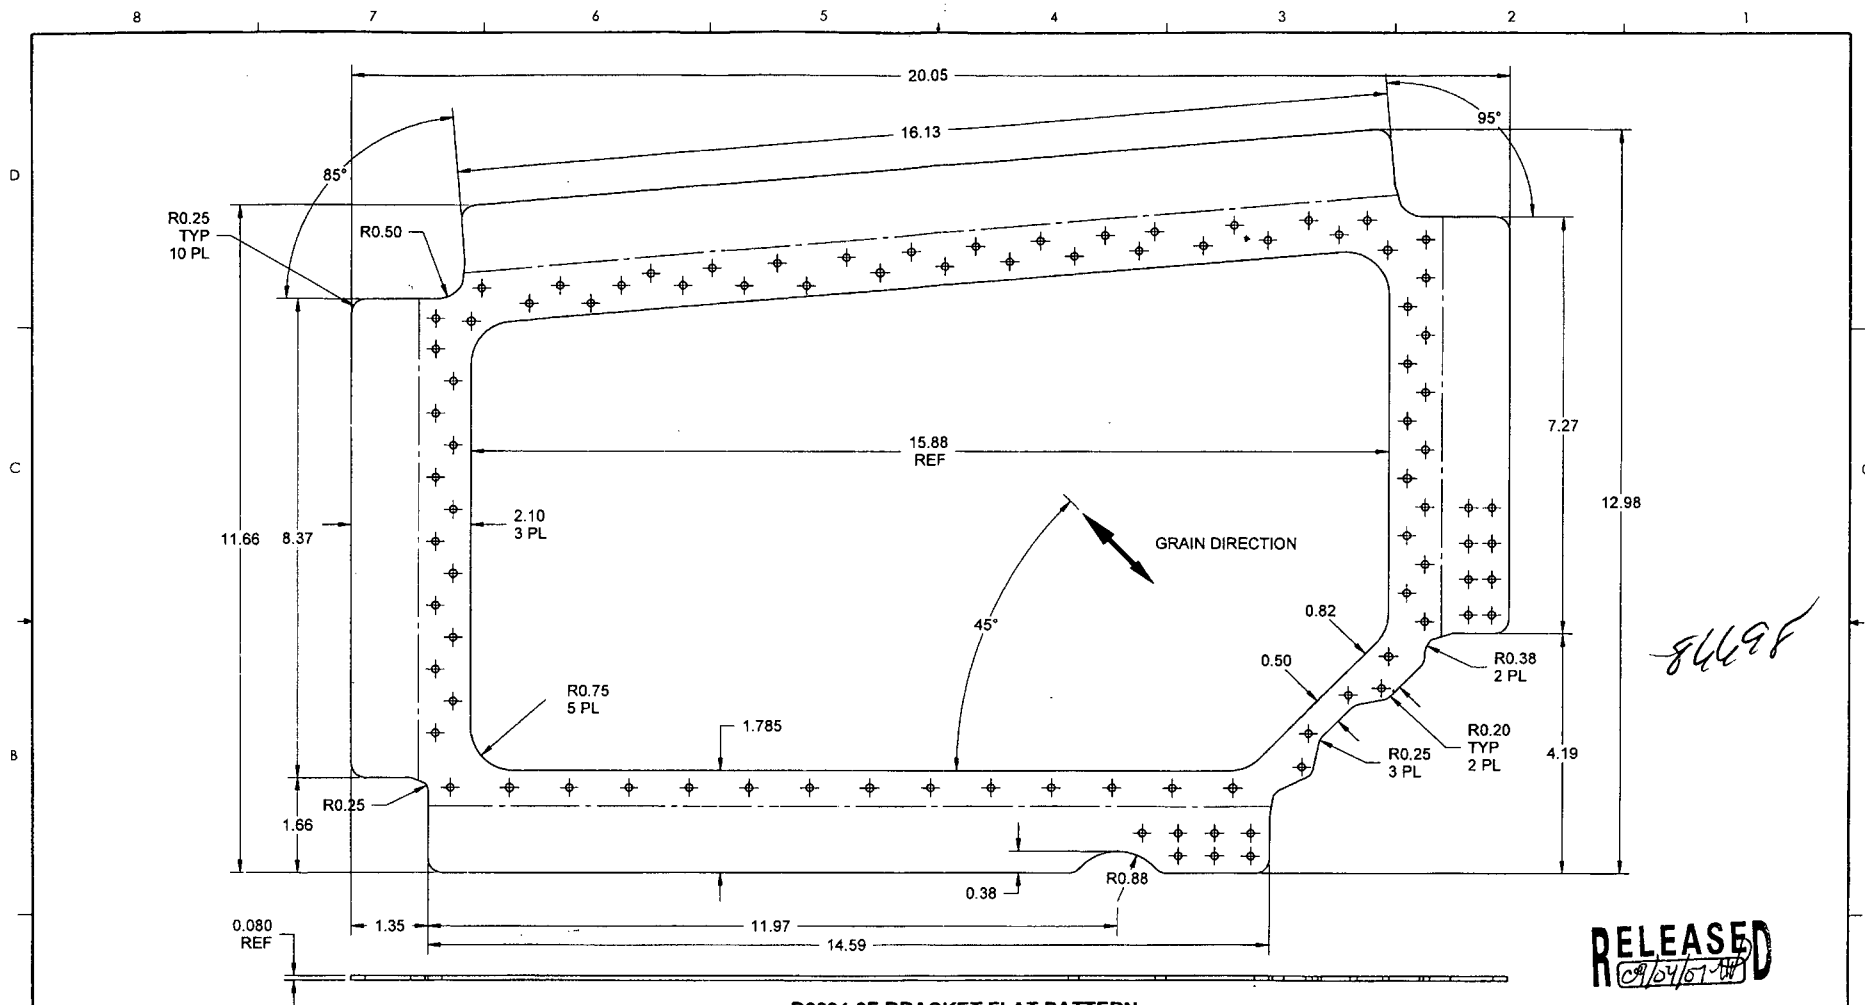 8 7 6 5 4 3 2 1
20.05
16.13
95°
85°
D
R0.25
TYP
10 PL
R0.50
15.88
REF
7.27
C
12.98
2.10
3 PL
11.66
8.37
GRAIN DIRECTION
45°
0.82
0.50
R0.38
2 PL
84698
R0.75
5 PL
1.785
R0.20
TYP
2 PL
R0.25
3 PL
4.19
B
R0.25
1.66
0.38
R0.88
1.35
11.97
14.59
0.080
REF
RELEASED